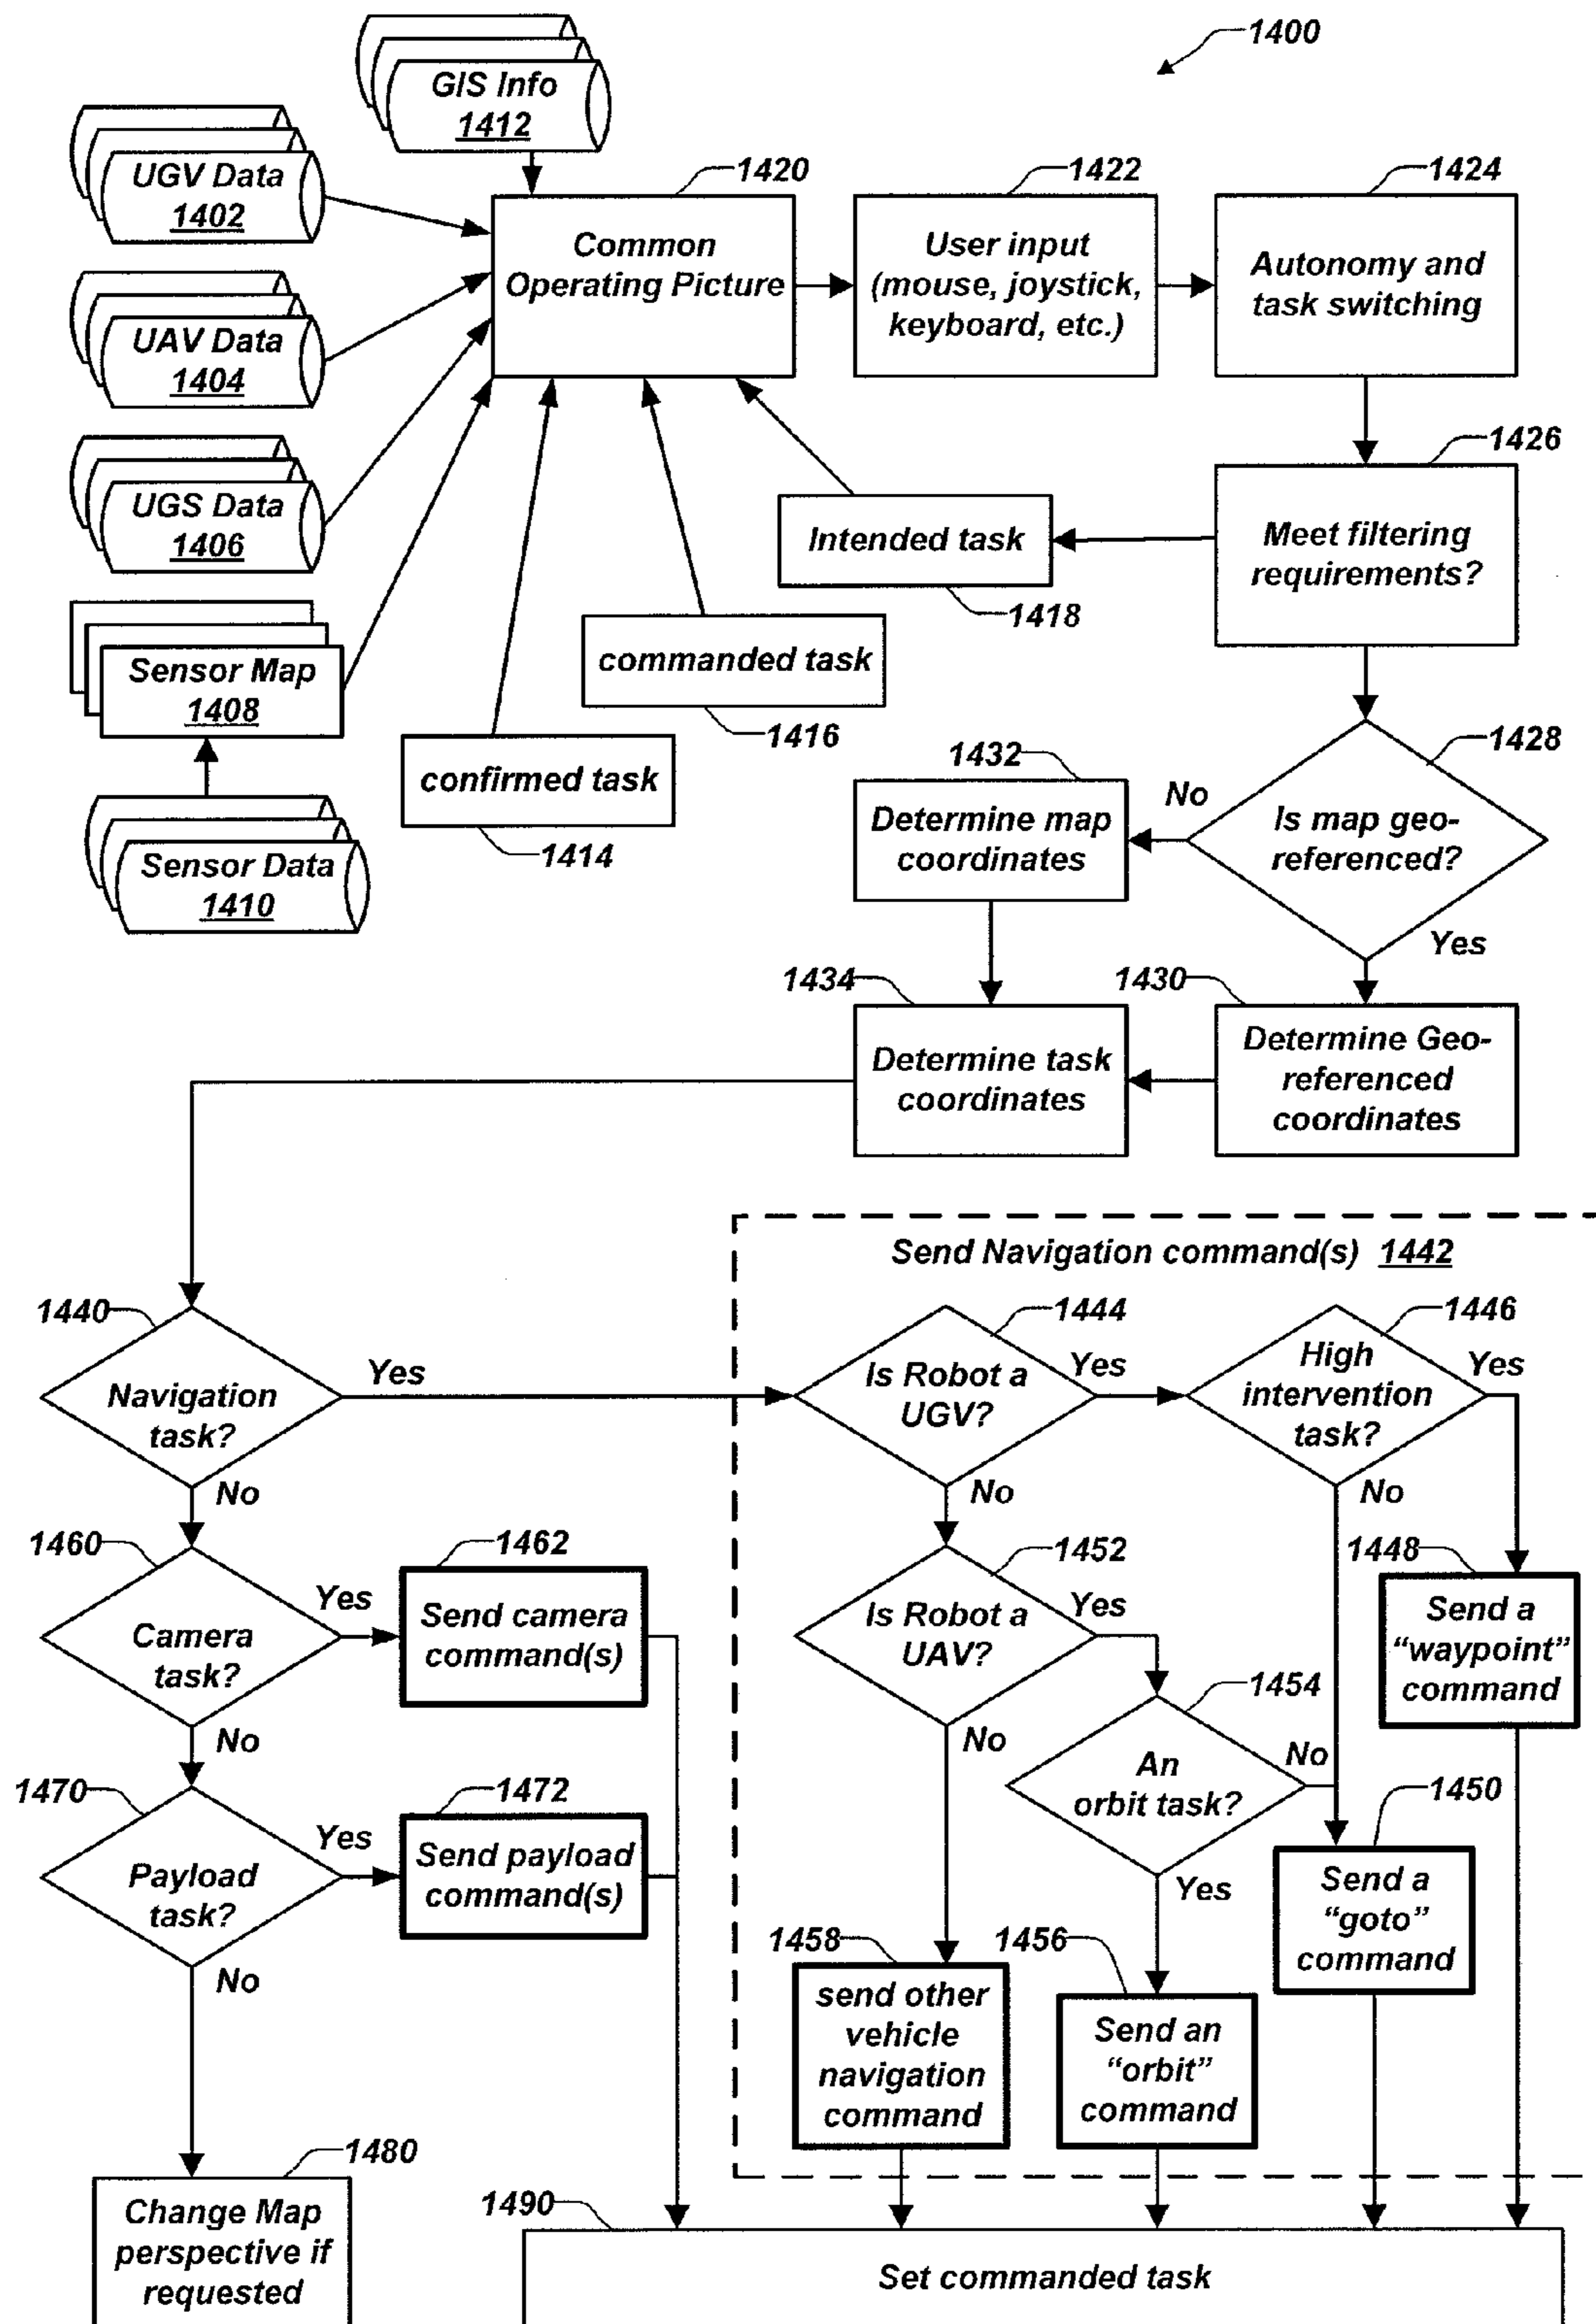 1400
GIS Info
1412
UGV Data
1402
1420
1422
1424
Common
Operating Picture
User input
(mouse, joystick,
keyboard, etc.)
Autonomy and
task switching
UAV Data
1404
1426
UGS Data
1406
Intended task
1418
Meet filtering
requirements?
commanded task
1416
Sensor Map
1408
confirmed task
1414
1432
1428
No
Determine map
coordinates
Is map geo-
referenced?
Yes
Sensor Data
1410
1434
1430
Determine task
coordinates
Determine Geo-
referenced
coordinates
Send Navigation command(s) 1442
1440
Navigation
task?
Yes
No
1444
Is Robot a
UGV?
Yes
No
1446
High
intervention
task?
Yes
No
1448
Send a
“waypoint”
command
1460
Camera
task?
Yes
No
1462
Send camera
command(s)
1452
Is Robot a
UAV?
Yes
No
1454
An
orbit task?
No
Yes
1450
Send a
“goto”
command
1470
Payload
task?
Yes
No
1472
Send payload
command(s)
1458
send other
vehicle
navigation
command
1456
Send an
“orbit”
command
1480
Change Map
perspective if
requested
1490
Set commanded task